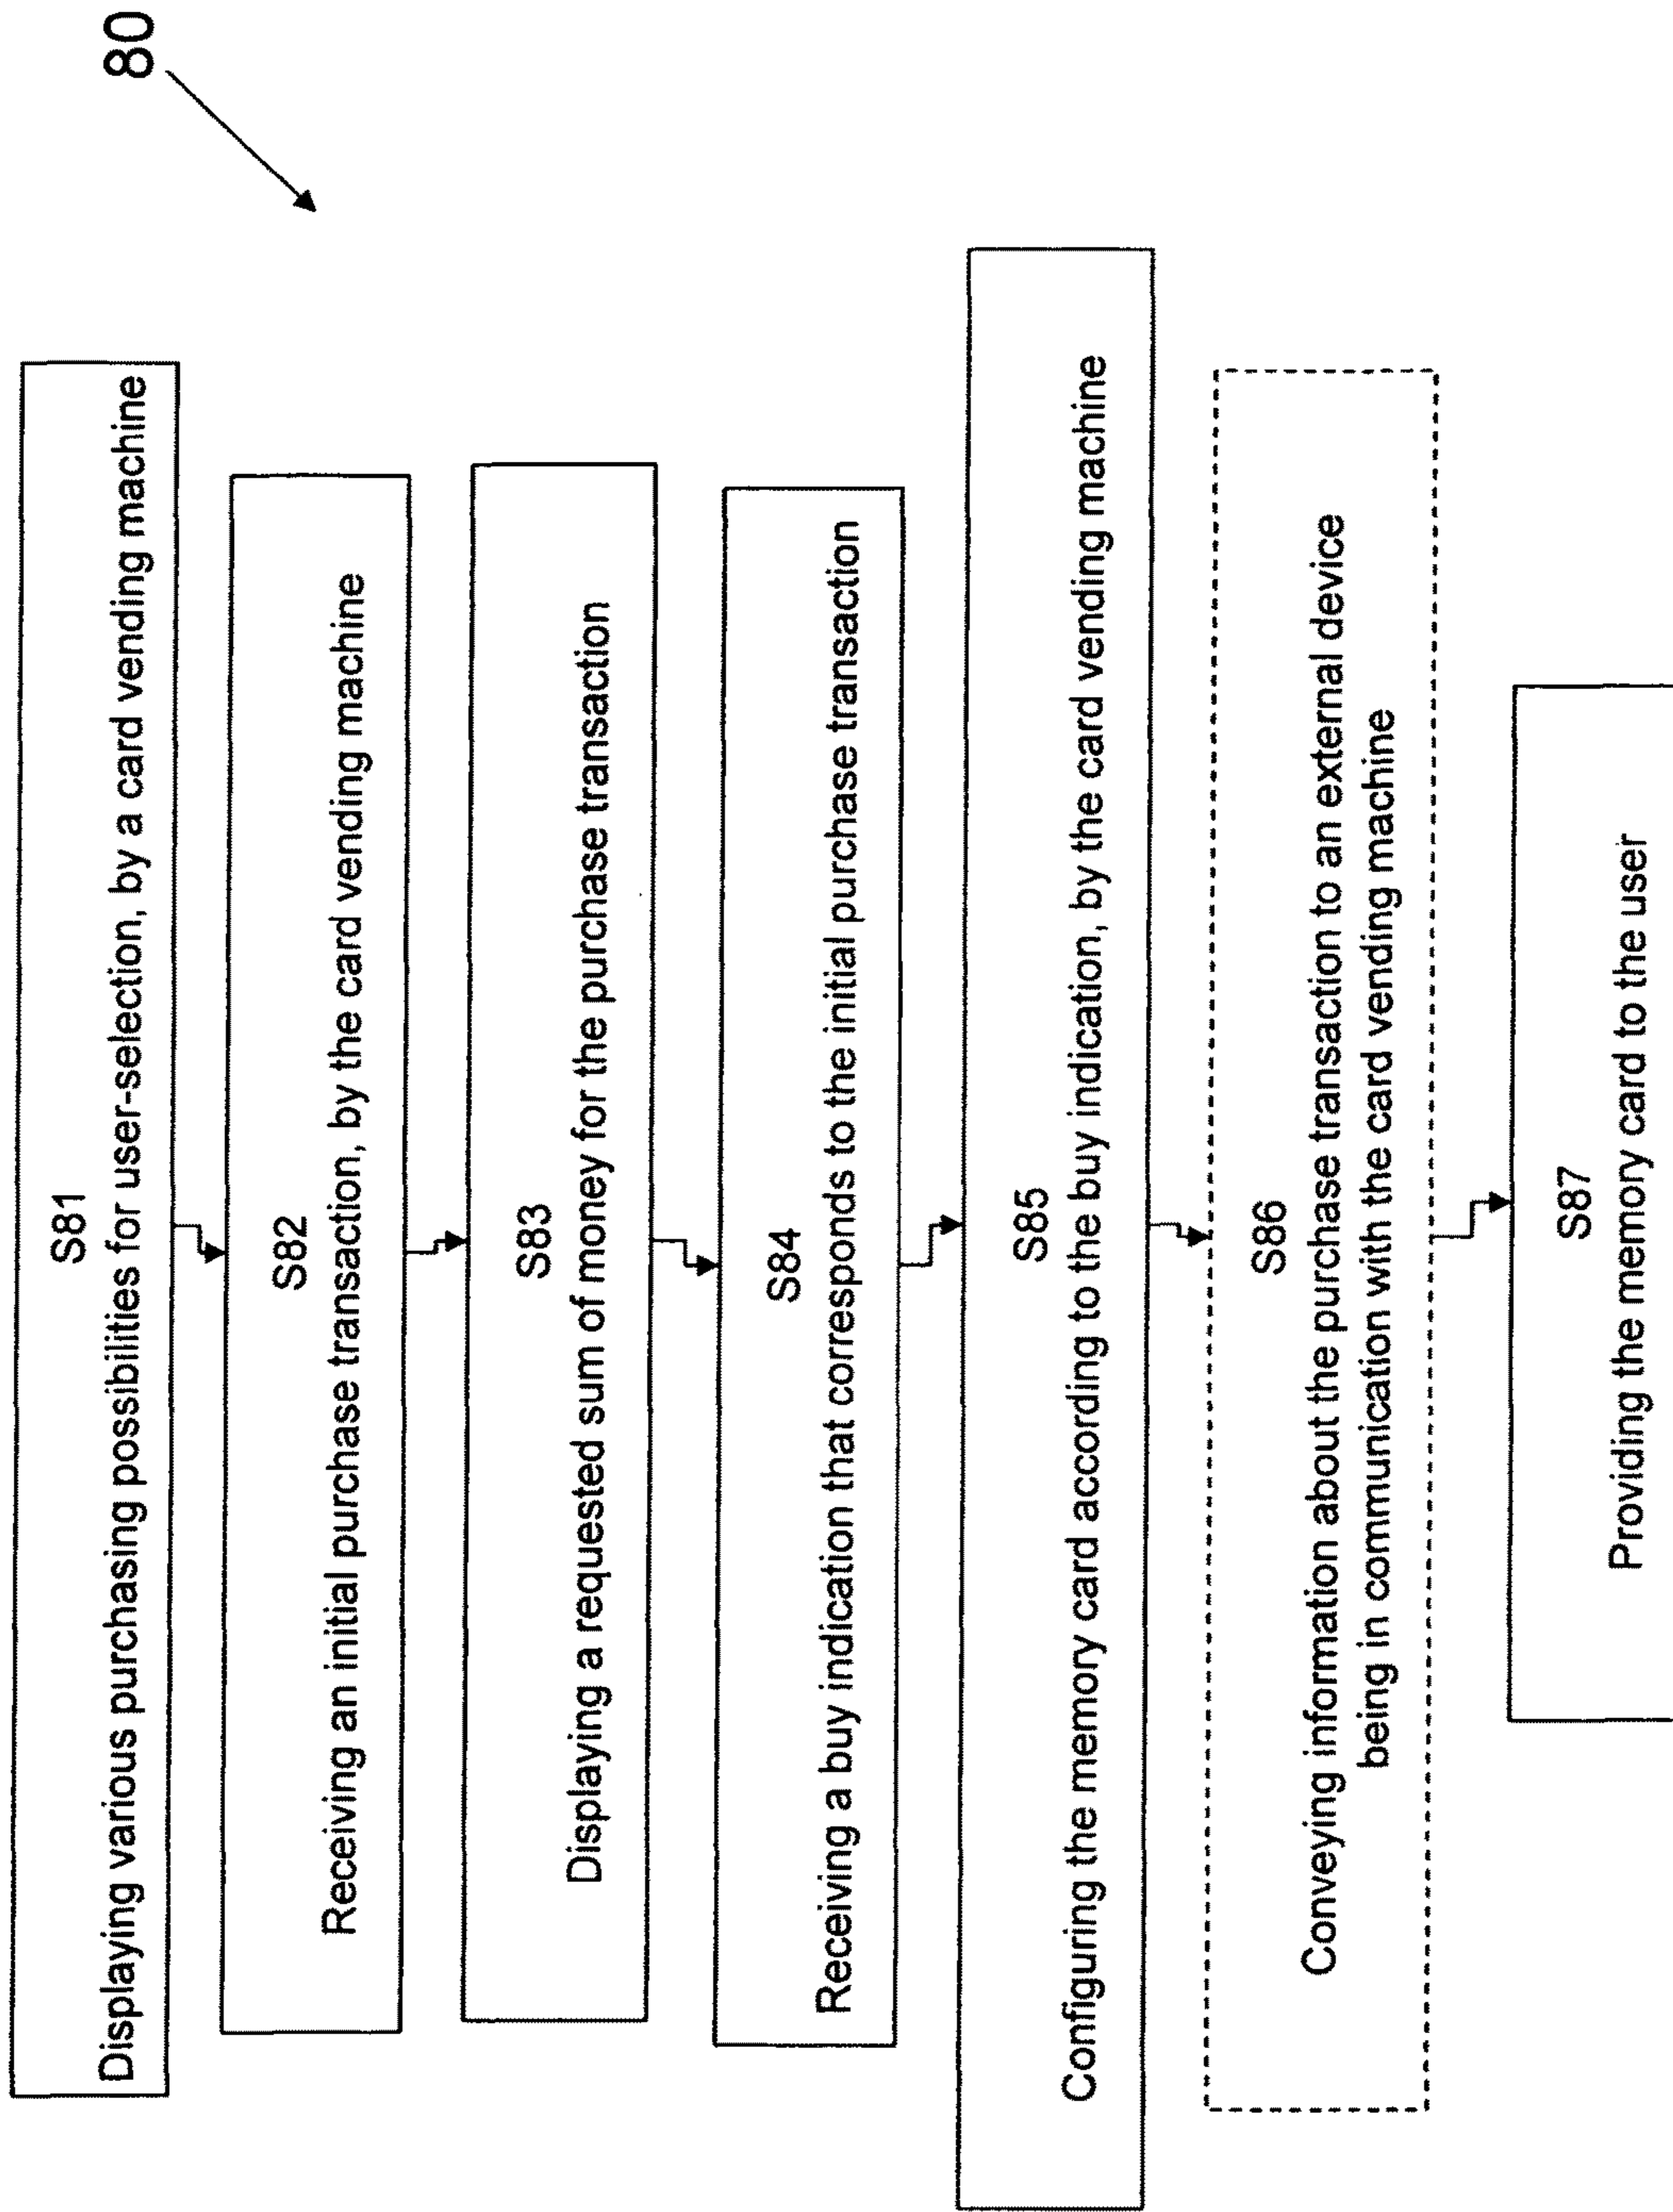 80
S81
Displaying various purchasing possibilities for user-selection, by a card vending machine
S82
Receiving an initial purchase transaction, by the card vending machine
S83
Displaying a requested sum of money for the purchase transaction
S84
Receiving a buy indication that corresponds to the initial purchase transaction
S85
Configuring the memory card according to the buy indication, by the card vending machine
S86
Conveying information about the purchase transaction to an external device
being in communication with the card vending machine
S87
Providing the memory card to the user